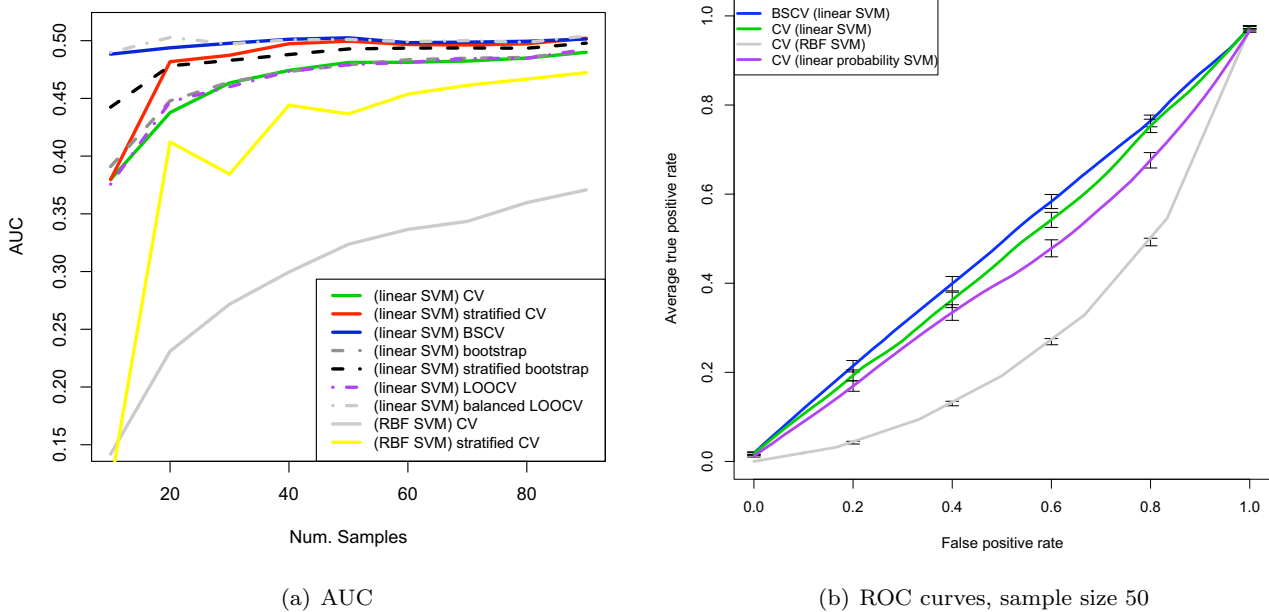 0.50
0.45
0.40
0.35
0.30
0.25
0.20
0.15
AUC
(linear SVM) CV
(linear SVM) stratified CV
(linear SVM) BSCV
(linear SVM) bootstrap
(linear SVM) stratified bootstrap
(linear SVM) LOOCV
(linear SVM) balanced LOOCV
(RBF SVM) CV
(RBF SVM) stratified CV
20 40 60 80
Num. Samples
(a) AUC
BSCV (linear SVM)
CV (linear SVM)
CV (RBF SVM)
CV (linear probability SVM)
1.0
0.8
0.6
0.4
0.2
0.0
Average true positive rate
0.0 0.2 0.4 0.6 0.8 1.0
False positive rate
(b) ROC curves, sample size 50